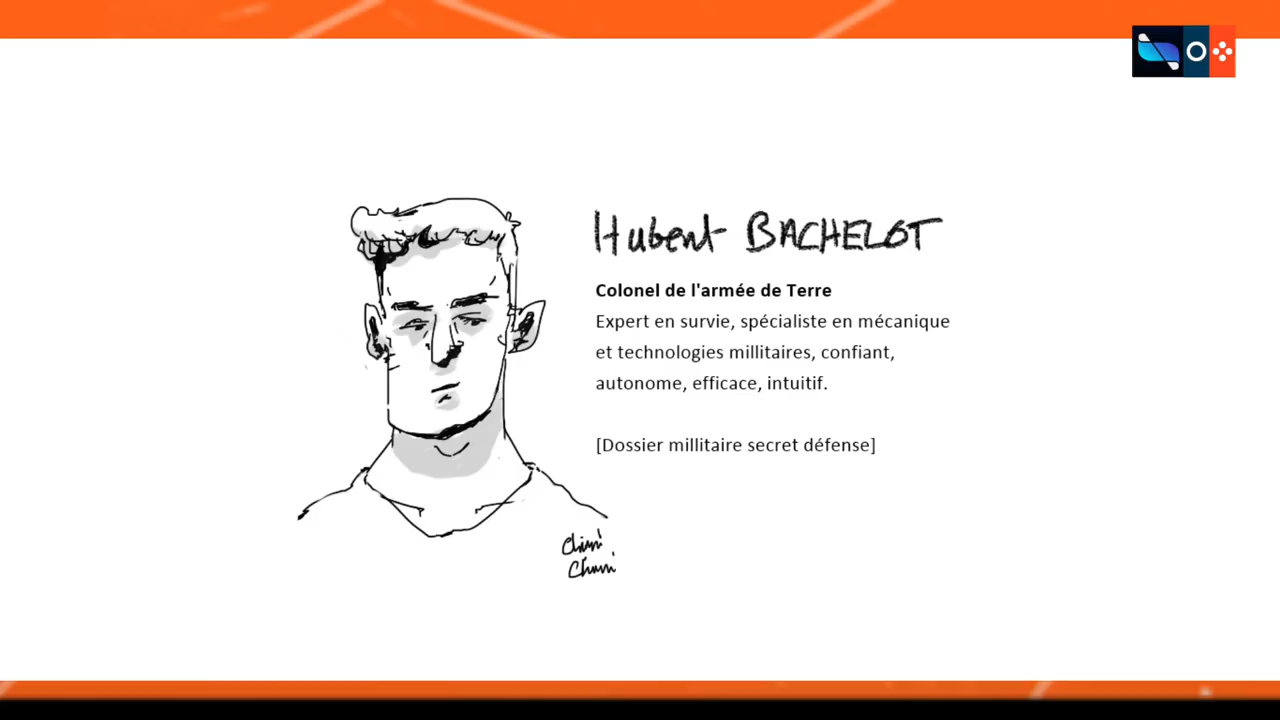 Hubert BACHELOT
Colonel de l'armée de Terre
Expert en survie, spécialiste en mécanique
et technologies millitaires, confiant,
autonome, efficace, intuitif.
[Dossier millitaire secret défense]